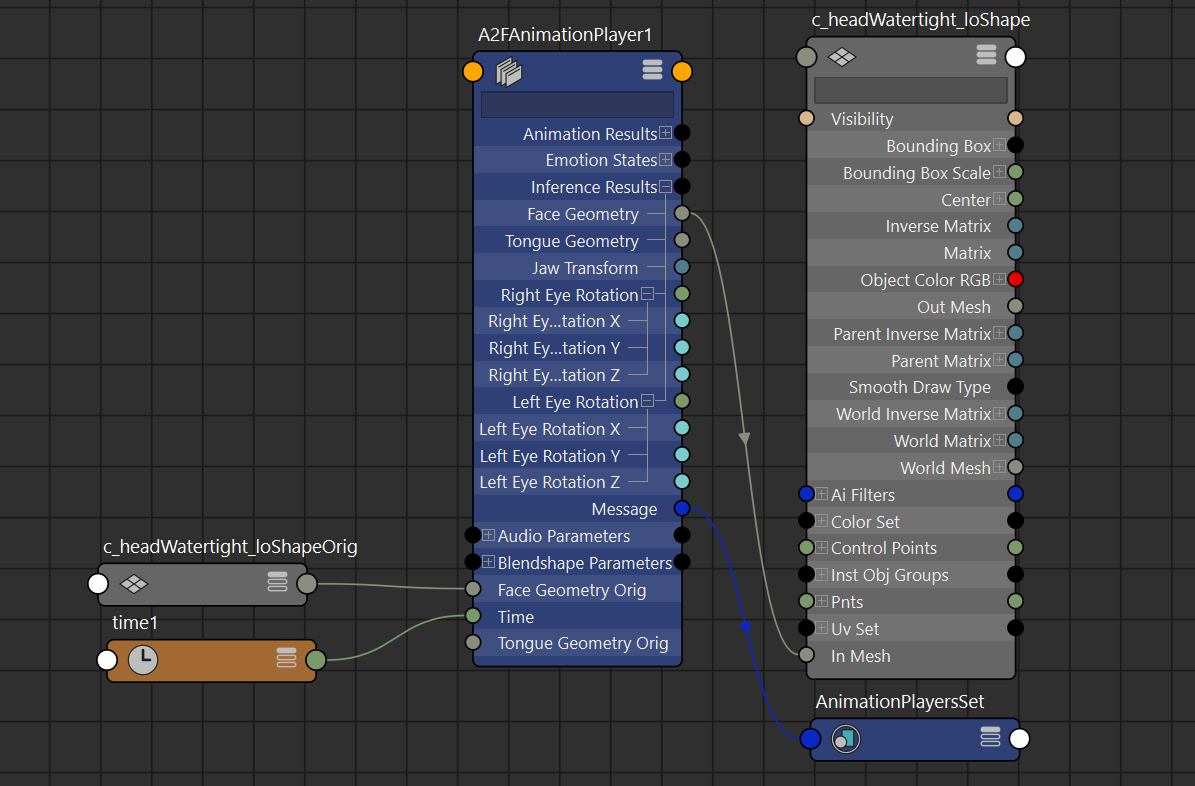 A2FAnimationPlayer1
Animation Results
Emotion States
Inference Results
Face Geometry
Tongue Geometry
Jaw Transform
Right Eye Rotation
Right Ey...tation X
Right Ey...tation Y
Right Ey...tation Z
Left Eye Rotation
Left Eye Rotation X
Left Eye Rotation Y
Left Eye Rotation Z
Message
Audio Parameters
Blendshape Parameters
Face Geometry Orig
Time
Tongue Geometry Orig
c_headWatertight_loShapeOrig
time1
c_headWatertight_loShape
Visibility
Bounding Box
Bounding Box Scale
Center
Inverse Matrix
Matrix
Object Color RGB
Out Mesh
Parent Inverse Matrix
Parent Matrix
Smooth Draw Type
World Inverse Matrix
World Matrix
World Mesh
Ai Filters
Color Set
Control Points
Inst Obj Groups
Pnts
Uv Set
In Mesh
AnimationPlayersSet